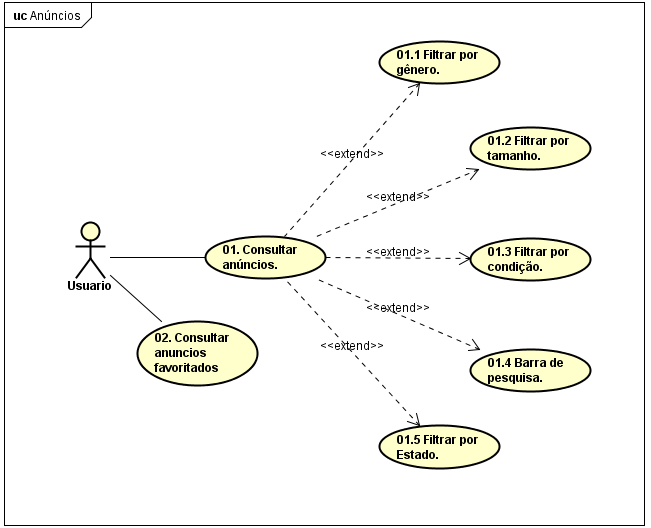 uc Anúncios
01.1 Filtrar por
gênero.
<<extend>>
01.2 Filtrar por
tamanho.
<<extend>>
01. Consultar
anúncios.
<<extend>>
01.3 Filtrar por
condição.
Usuario
<<extend>>
02. Consultar
anuncios
favoritados
<<extend>>
01.4 Barra de
pesquisa.
01.5 Filtrar por
Estado.